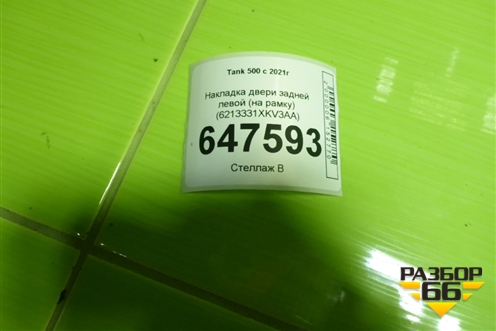 Tank 500 с 2021г
Накладка двери задней
левой (на рамку)
(6213331XKV3AA)
647593
Стеллаж В
РАЗБОР
66